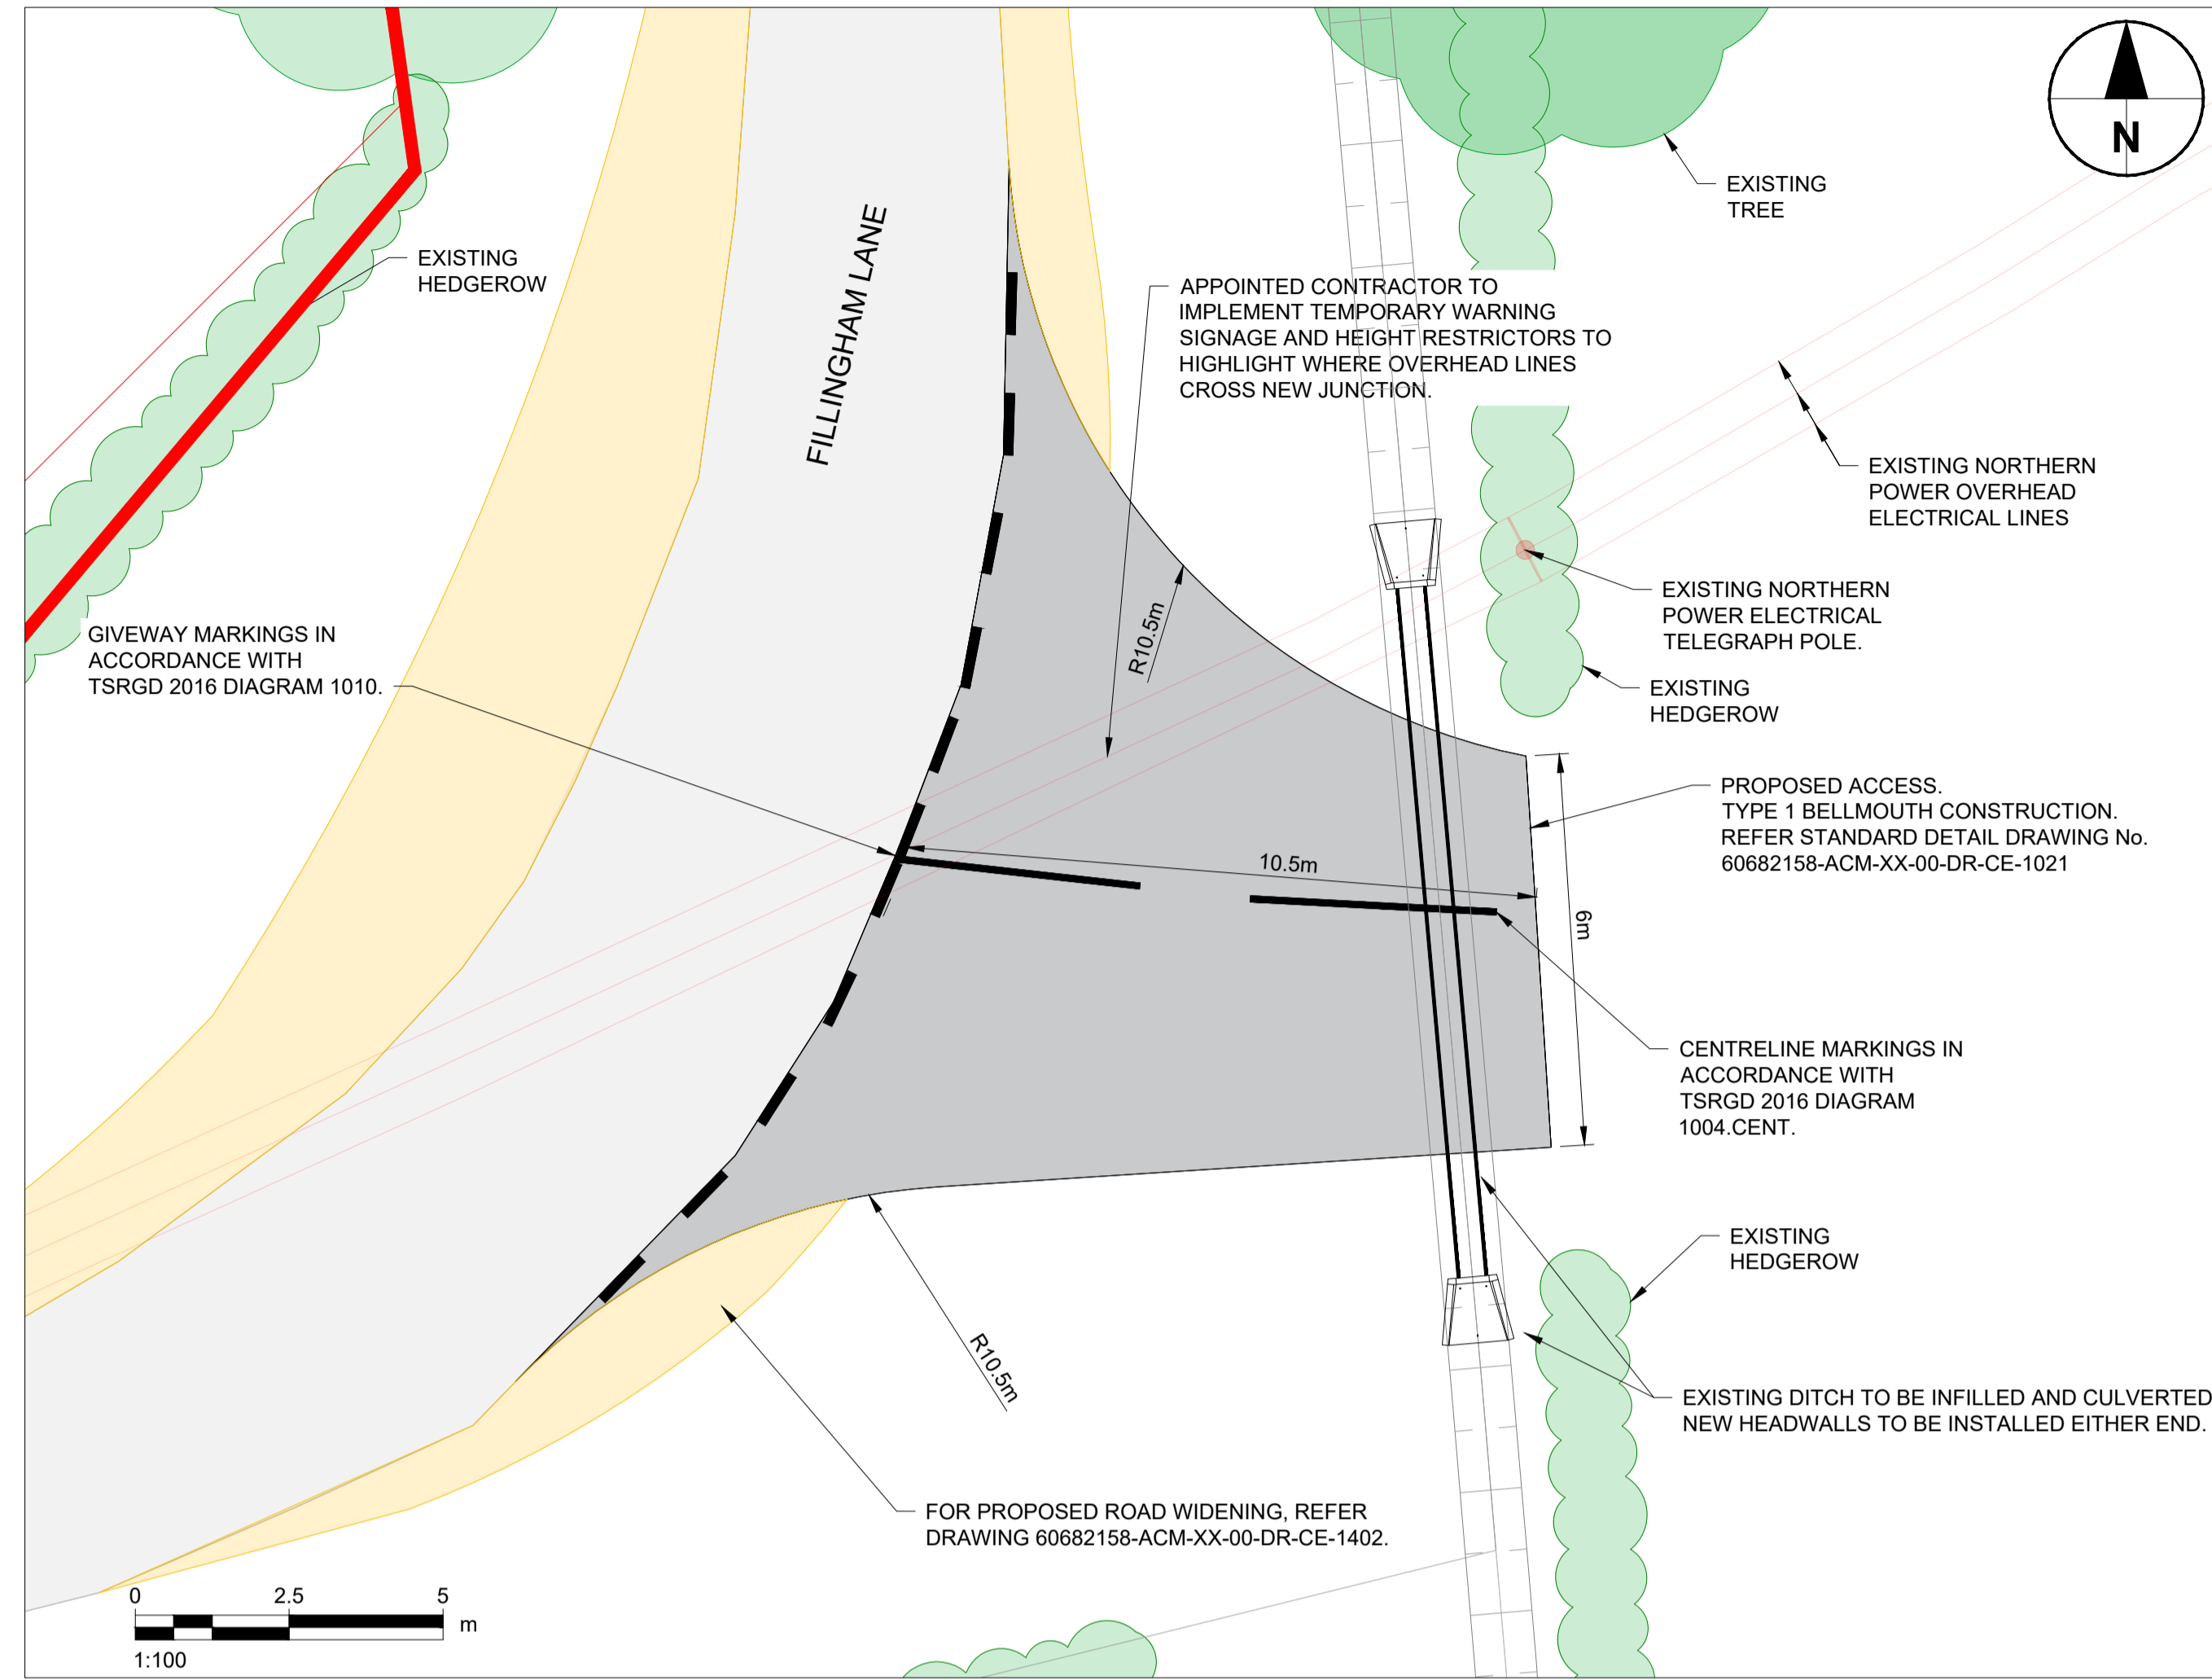 N
EXISTING
TREE
FILLINGHAM LANE
EXISTING
HEDGEROW
APPOINTED CONTRACTOR TO
IMPLEMENT TEMPORARY WARNING
SIGNAGE AND HEIGHT RESTRICTORS TO
HIGHLIGHT WHERE OVERHEAD LINES
CROSS NEW JUNCTION.
EXISTING NORTHERN
POWER OVERHEAD
ELECTRICAL LINES
EXISTING NORTHERN
POWER ELECTRICAL
TELEGRAPH POLE.
R10.5m
GIVEWAY MARKINGS IN
ACCORDANCE WITH
TSRGD 2016 DIAGRAM 1010.
EXISTING
HEDGEROW
PROPOSED ACCESS.
TYPE 1 BELLMOUTH CONSTRUCTION.
REFER STANDARD DETAIL DRAWING No.
60682158-ACM-XX-00-DR-CE-1021
10.5m
6m
CENTRELINE MARKINGS IN
ACCORDANCE WITH
TSRGD 2016 DIAGRAM
1004.CENT.
EXISTING
HEDGEROW
R10.5m
EXISTING DITCH TO BE INFILLED AND CULVERTED
NEW HEADWALLS TO BE INSTALLED EITHER END.
FOR PROPOSED ROAD WIDENING, REFER
DRAWING 60682158-ACM-XX-00-DR-CE-1402.
0 2.5 5
m
1:100